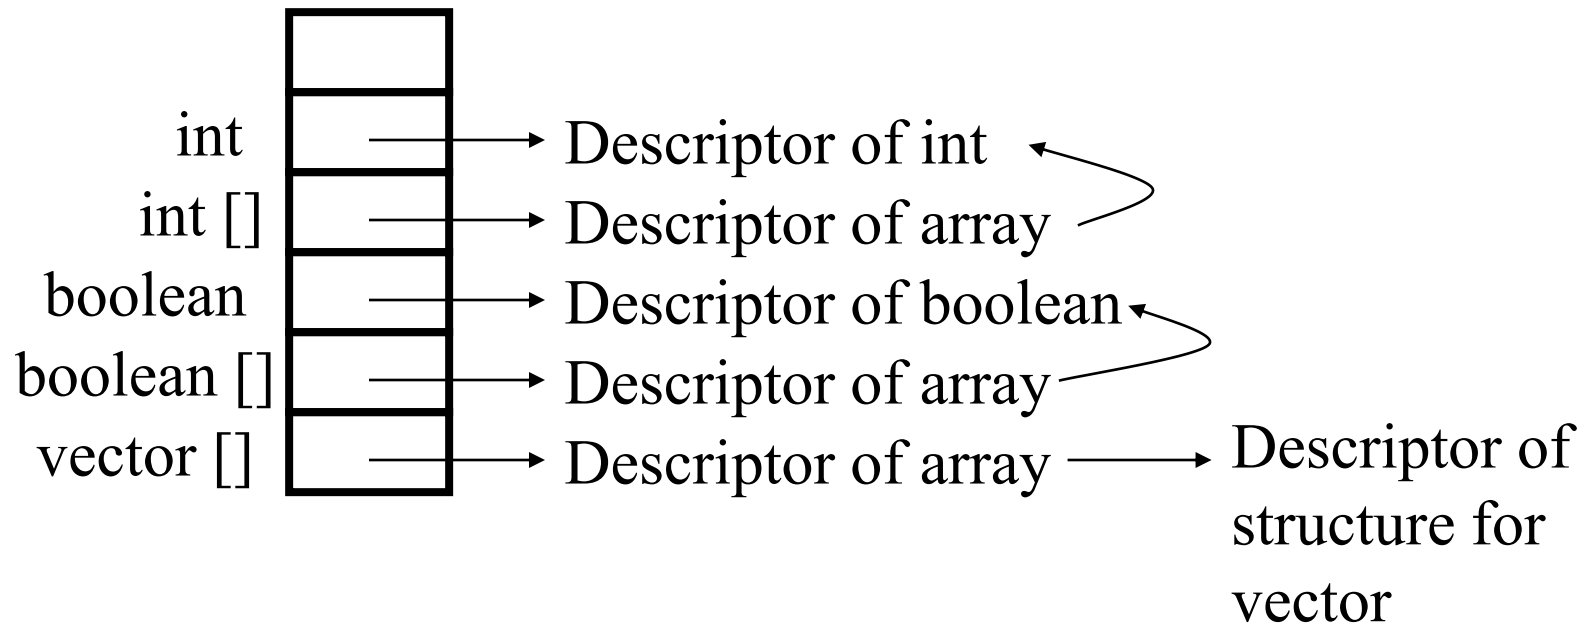 int Descriptor of int
int [] Descriptor of array
boolean Descriptor of boolean
boolean [] Descriptor of array
vector [] Descriptor of array
Descriptor of
structure for
vector